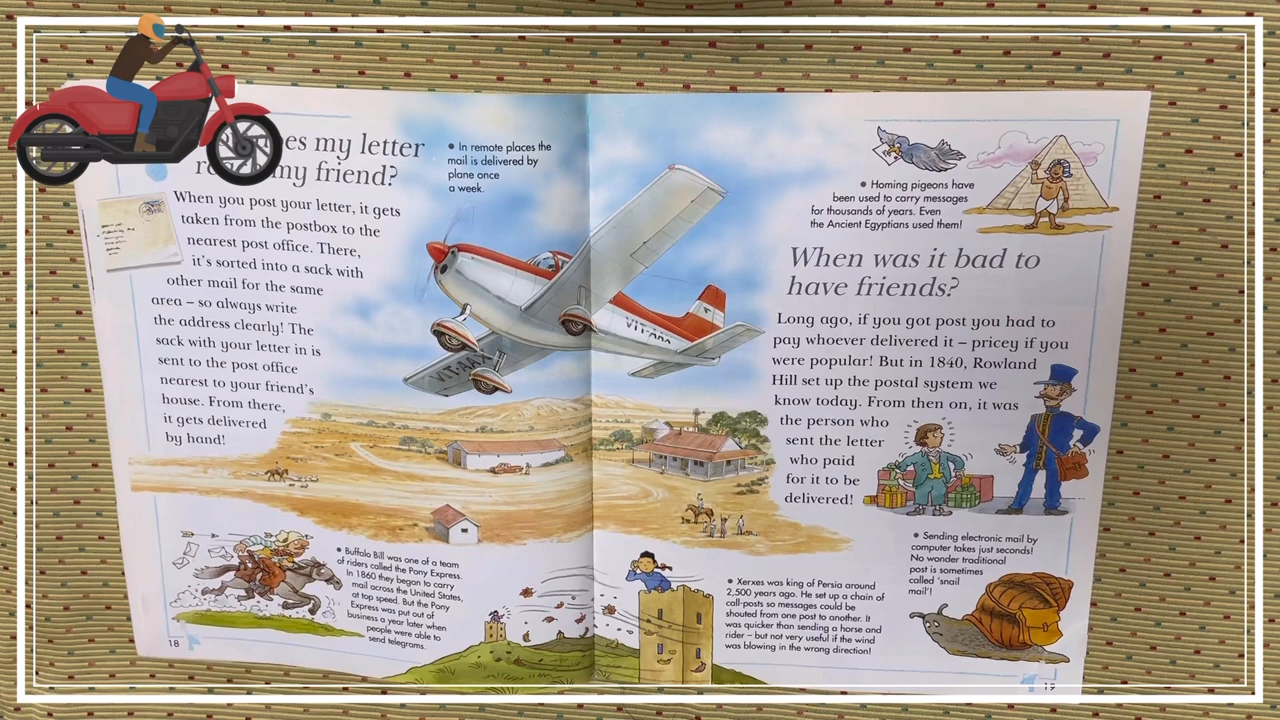 es my letter
my friend?
When you post your letter, it gets
taken from the postbox to the
nearest post office. There,
it's sorted into a sack with
other mail for the same
area – so always write
the address clearly! The
sack with your letter in is
sent to the post office
nearest to your friend's
house. From there,
it gets delivered
by hand!
• In remote places the
mail is delivered by
plane once
a week.
VIT-AAX
VIT-AAX
• Buffalo Bill was one of a team
of riders called the Pony Express.
In 1860 they began to carry
mail across the United States,
at top speed. But the Pony
Express was put out of
business a year later when
people were able to
send telegrams.
18
• Homing pigeons have
been used to carry messages
for thousands of years. Even
the Ancient Egyptians used them!
When was it bad to
have friends?
Long ago, if you got post you had to
pay whoever delivered it – pricey if you
were popular! But in 1840, Rowland
Hill set up the postal system we
know today. From then on, it was
the person who
sent the letter
who paid
for it to be
delivered!
• Xerxes was king of Persia around
2,500 years ago. He set up a chain of
call-posts so messages could be
shouted from one post to another. It
was quicker than sending a horse and
rider – but not very useful if the wind
was blowing in the wrong direction!
• Sending electronic mail by
computer takes just seconds!
No wonder traditional
post is sometimes
called 'snail
mail'!
19